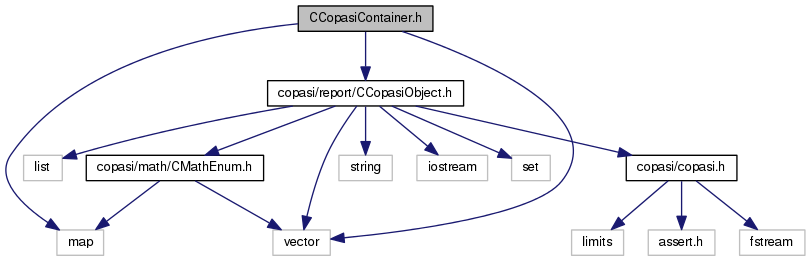 CCopasiContainer.h
copasi/report/CCopasiObject.h
list
copasi/math/CMathEnum.h
string
iostream
set
copasi/copasi.h
map
vector
limits
assert.h
fstream